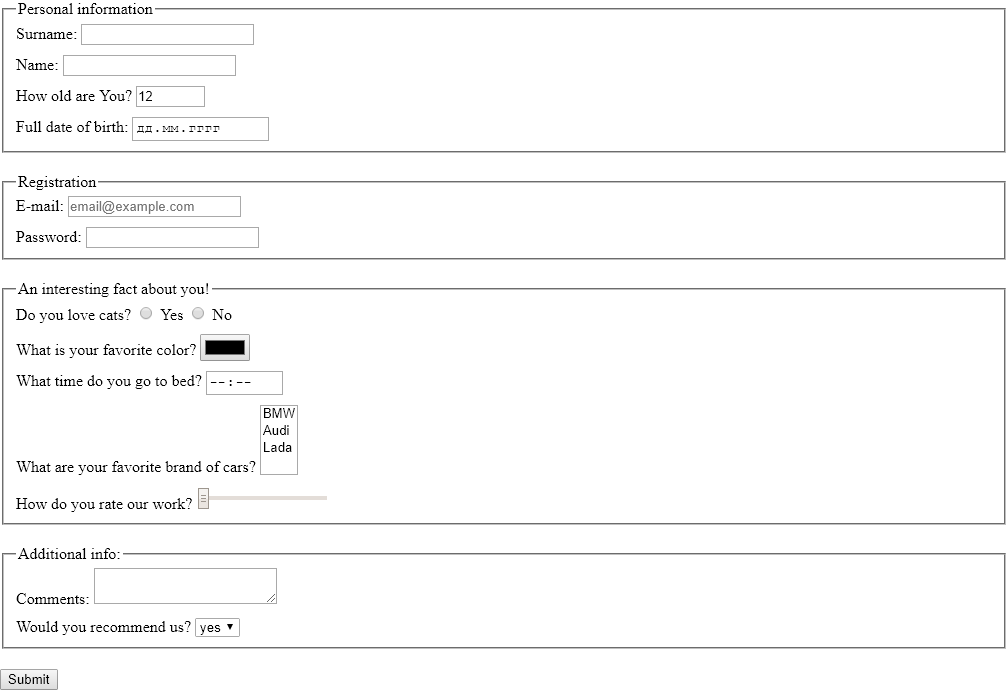 Personal information
Surname:
Name:
How old are You? 12
Full date of birth: дд.мм.гггг
Registration
E-mail: email@example.com
Password:
An interesting fact about you!
Do you love cats? Yes No
What is your favorite color?
What time do you go to bed? --:--
BMW
Audi
Lada
What are your favorite brand of cars?
How do you rate our work?
Additional info:
Comments:
Would you recommend us? yes
Submit